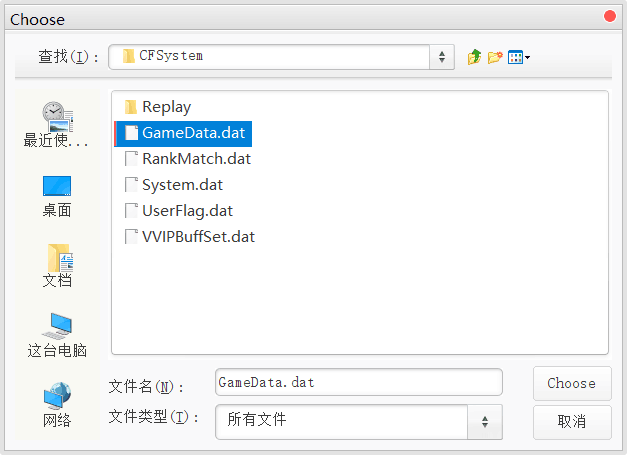 Choose
查找(I)：
CFSystem
Replay
GameData.dat
RankMatch.dat
System.dat
UserFlag.dat
VVIPBuffSet.dat
最近使...
桌面
文档
这台电脑
网络
文件名(N)：
GameData.dat
Choose
文件类型(T)：
所有文件
取消